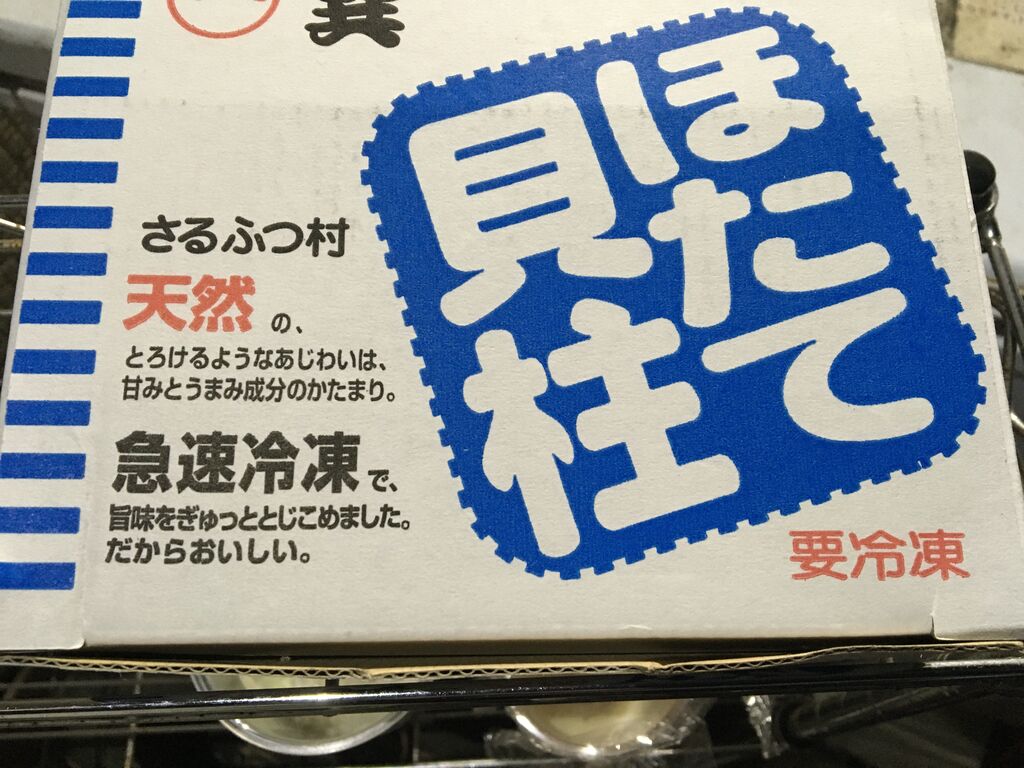 ほたて
貝柱
さるふつ村
天然の、
とろけるようなあじわいは、
甘みとうまみ成分のかたまり。
急速冷凍で、
旨味をぎゅっととじこめました。
だからおいしい。
要冷凍